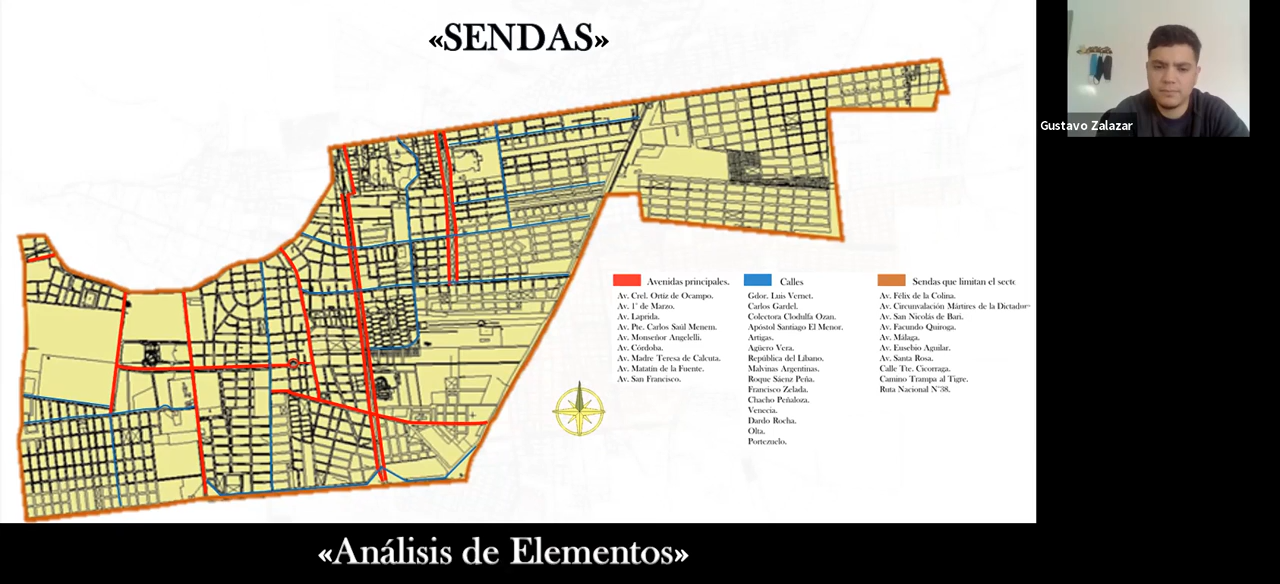 «SENDAS»
Gustavo Zalazar
Avenidas principales.
Av. Crel. Ortiz de Ocampo.
Av. 1° de Marzo.
Av. Laprida.
Av. Pte. Carlos Saúl Menem.
Av. Monseñor Angelelli.
Av. Córdoba.
Av. Madre Teresa de Calcuta.
Av. Matatín de la Fuente.
Av. San Francisco.
Calles
Gdor. Luis Vernet.
Carlos Gardel.
Colectora Clodulfa Ozan.
Apóstol Santiago El Menor.
Artigas.
Agüero Vera.
República del Líbano.
Malvinas Argentinas.
Roque Sáenz Peña.
Francisco Zelada.
Chacho Peñaloza.
Venecia.
Dardo Rocha.
Olta.
Portezuelo.
Sendas que limitan el sect
Av. Félix de la Colina.
Av. Circunvalación Mártires de la Dictadu
Av. San Nicolás de Bari.
Av. Facundo Quiroga.
Av. Málaga.
Av. Eusebio Aguilar.
Av. Santa Rosa.
Calle Tte. Cicorraga.
Camino Trampa al Tigre.
Ruta Nacional N°38.
«Análisis de Elementos»